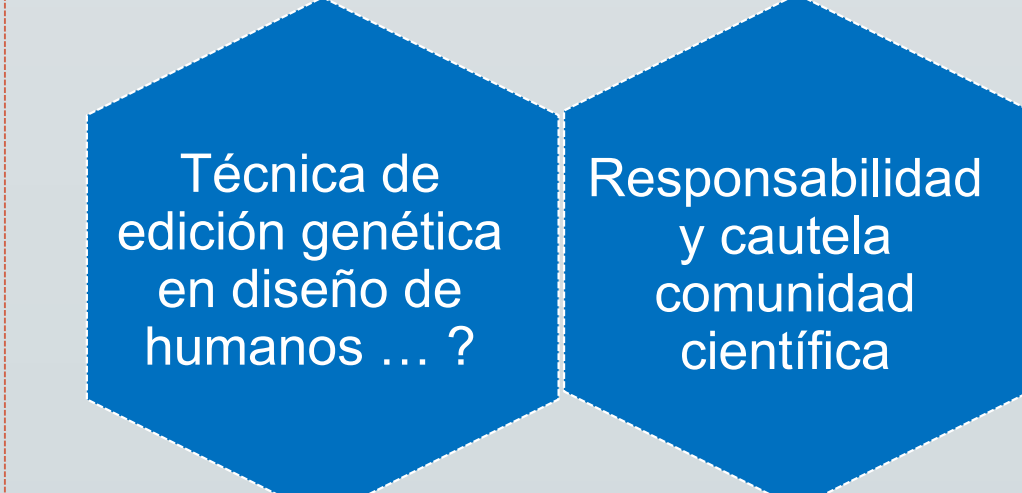 Técnica de
edición genética
en diseño de
humanos … ?
Responsabilidad
y cautela
comunidad
científica